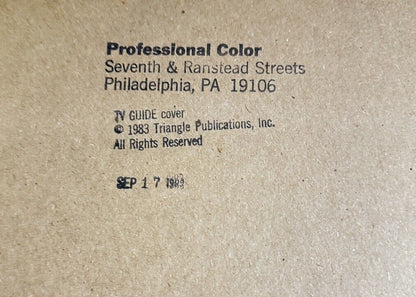 Professional Color
Seventh & Ranstead Streets
Philadelphia, PA 19106
TV GUIDE cover
© 1983 Triangle Publications, Inc.
All Rights Reserved
SEP 17